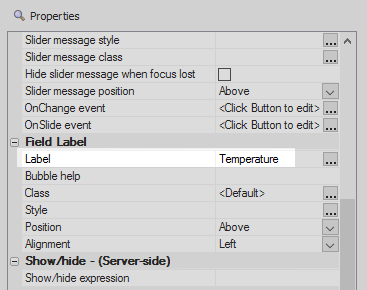 Properties
Slider message style ...
Slider message class ...
Hide slider message when focus lost
Slider message position Above
OnChange event <Click Button to edit> ...
OnSlide event <Click Button to edit> ...
Field Label
Label Temperature ...
Bubble help
Class <Default> ...
Style ...
Position Above
Alignment Left
Show/hide - (Server-side)
Show/hide expression